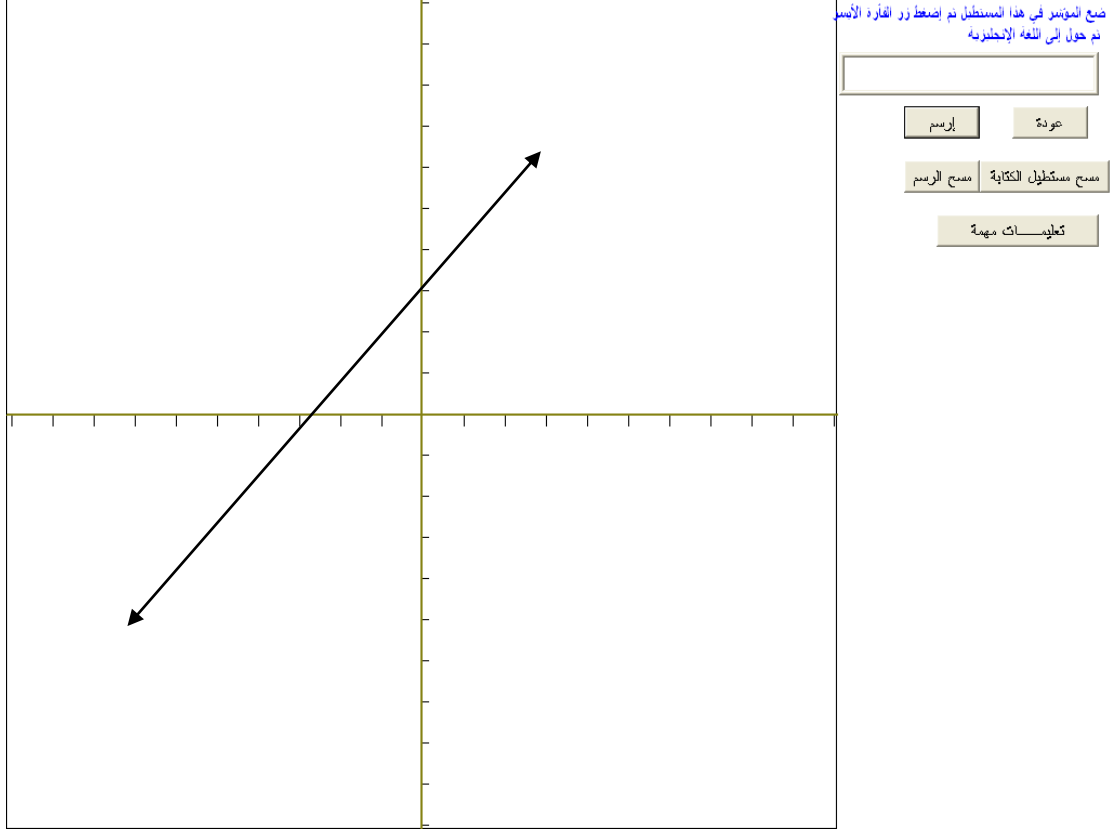 ضع المؤشر في هذا المستطيل ثم إضغط زر الفأرة الأيسر
ثم حول إلى اللغة الإنجليزية
إرسم
عودة
مسح الرسم
مسح مستطيل الكتابة
تعليمـــــات مهمة